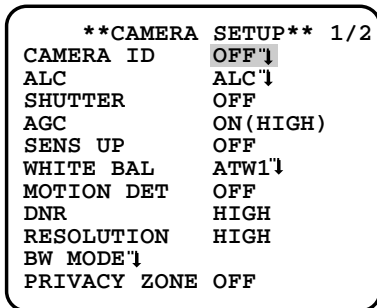 **CAMERA SETUP** 1/2
CAMERA ID OFF↵
ALC ALC↵
SHUTTER OFF
AGC ON(HIGH)
SENS UP OFF
WHITE BAL ATW1↵
MOTION DET OFF
DNR HIGH
RESOLUTION HIGH
BW MODE↵
PRIVACY ZONE OFF